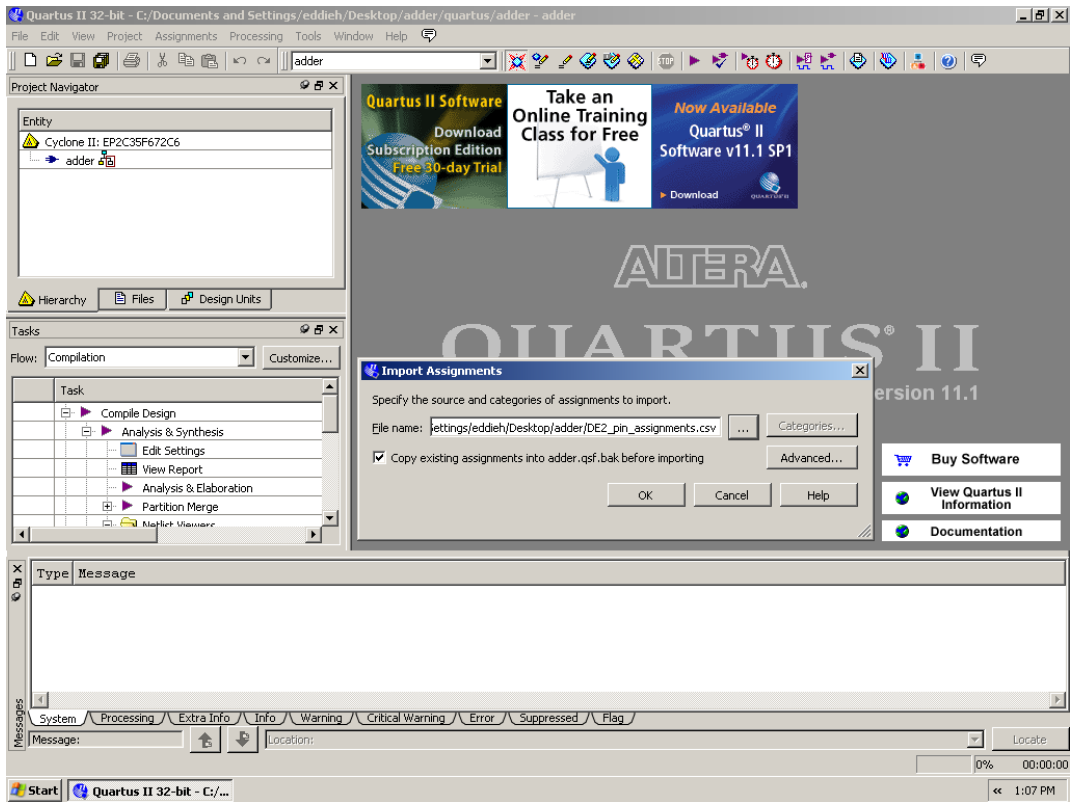 Quartus II 32-bit - C:/Documents and Settings/eddieh/Desktop/adder/quartus/adder - adder
File Edit View Project Assignments Processing Tools Window Help
adder
STOP
Project Navigator
Entity
Cyclone II: EP2C35F672C6
adder
Hierarchy
Files
Design Units
Quartus II Software
Download
Subscription Edition
Free 30-day Trial
Take an
Online Training
Class for Free
Now Available
Quartus® II
Software v11.1 SP1
Download
QUARTUS II
ALTERA.
QUARTUS® II
ersion 11.1
Tasks
Flow: Compilation
Customize...
Task
Compile Design
Analysis & Synthesis
Edit Settings
View Report
Analysis & Elaboration
Partition Merge
Netlist Viewers
Import Assignments
Specify the source and categories of assignments to import.
File name: ettings/eddieh/Desktop/adder/DE2_pin_assignments.csv
...
Categories...
Copy existing assignments into adder.qsf.bak before importing
Advanced...
OK
Cancel
Help
Buy Software
View Quartus II
Information
Documentation
Type Message
Messages
System Processing Extra Info Info Warning Critical Warning Error Suppressed Flag
Message:
Location:
Locate
0% 00:00:00
Start
Quartus II 32-bit - C:/...
« 1:07 PM